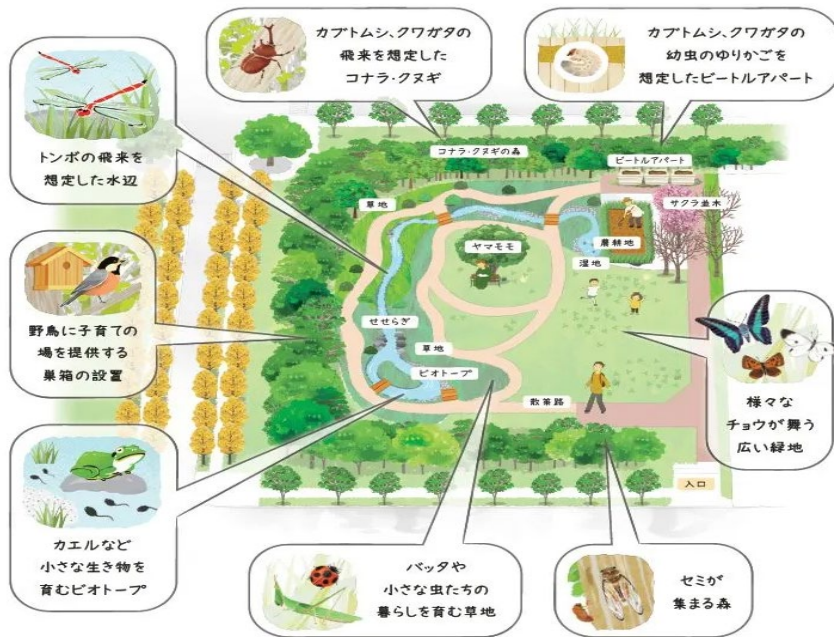 カブトムシ、クワガタの
飛来を想定した
コナラ・クヌギ
カブトムシ、クワガタの
幼虫のゆりかごを
想定したビートルアパート
トンボの飛来を
想定した水辺
コナラ・クヌギの森
ビートルアパート
草地
サクラ並木
農耕地
ヤマモモ
湿地
野鳥に子育ての
場を提供する
巣箱の設置
せせらぎ
草地
ビオトープ
散策路
様々な
チョウが舞う
広い緑地
入口
カエルなど
小さな生き物を
育むビオトープ
バッタや
小さな虫たちの
暮らしを育む草地
セミが
集まる森